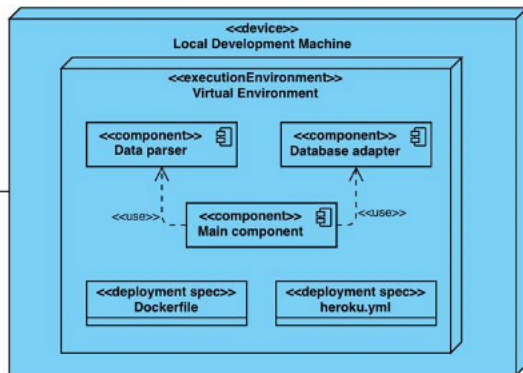 <<device>>
Local Development Machine
<<executionEnvironment>>
Virtual Environment
<<component>>
Data parser
<<component>>
Database adapter
<<use>>
<<component>>
Main component
<<use>>
<<deployment spec>>
Dockerfile
<<deployment spec>>
heroku.yml